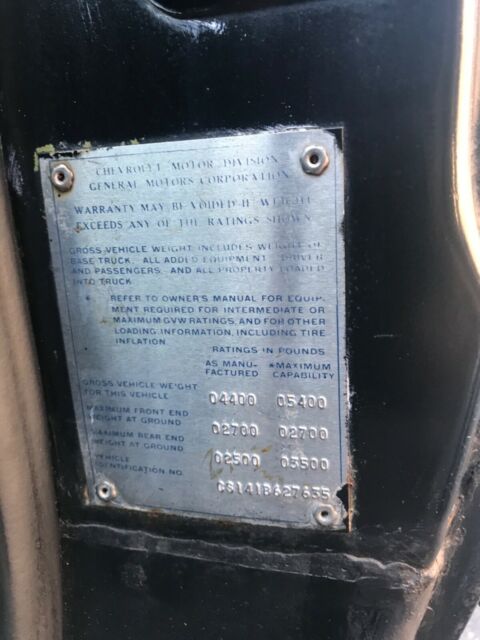 CHEVROLET MOTOR DIVISION
GENERAL MOTORS CORPORATION
WARRANTY MAY BE VOIDED IF WEIGHT
EXCEEDS ANY OF THE RATINGS SHOWN
GROSS VEHICLE WEIGHT INCLUDES WEIGHT OF
BASE TRUCK, ALL ADDED EQUIPMENT, DRIVER
AND PASSENGERS, AND ALL PROPERTY LOADED
INTO TRUCK
* REFER TO OWNER'S MANUAL FOR EQUIP-
MENT REQUIRED FOR INTERMEDIATE OR
MAXIMUM GVW RATINGS, AND FOR OTHER
LOADING INFORMATION, INCLUDING TIRE
INFLATION.
RATINGS IN POUNDS
AS MANU- *MAXIMUM
FACTURED CAPABILITY
GROSS VEHICLE WEIGHT
FOR THIS VEHICLE 04400 05400
MAXIMUM FRONT END
WEIGHT AT GROUND 02700 02700
MAXIMUM REAR END
WEIGHT AT GROUND 02500 03500
VEHICLE
IDENTIFICATION NO. CS141B627635